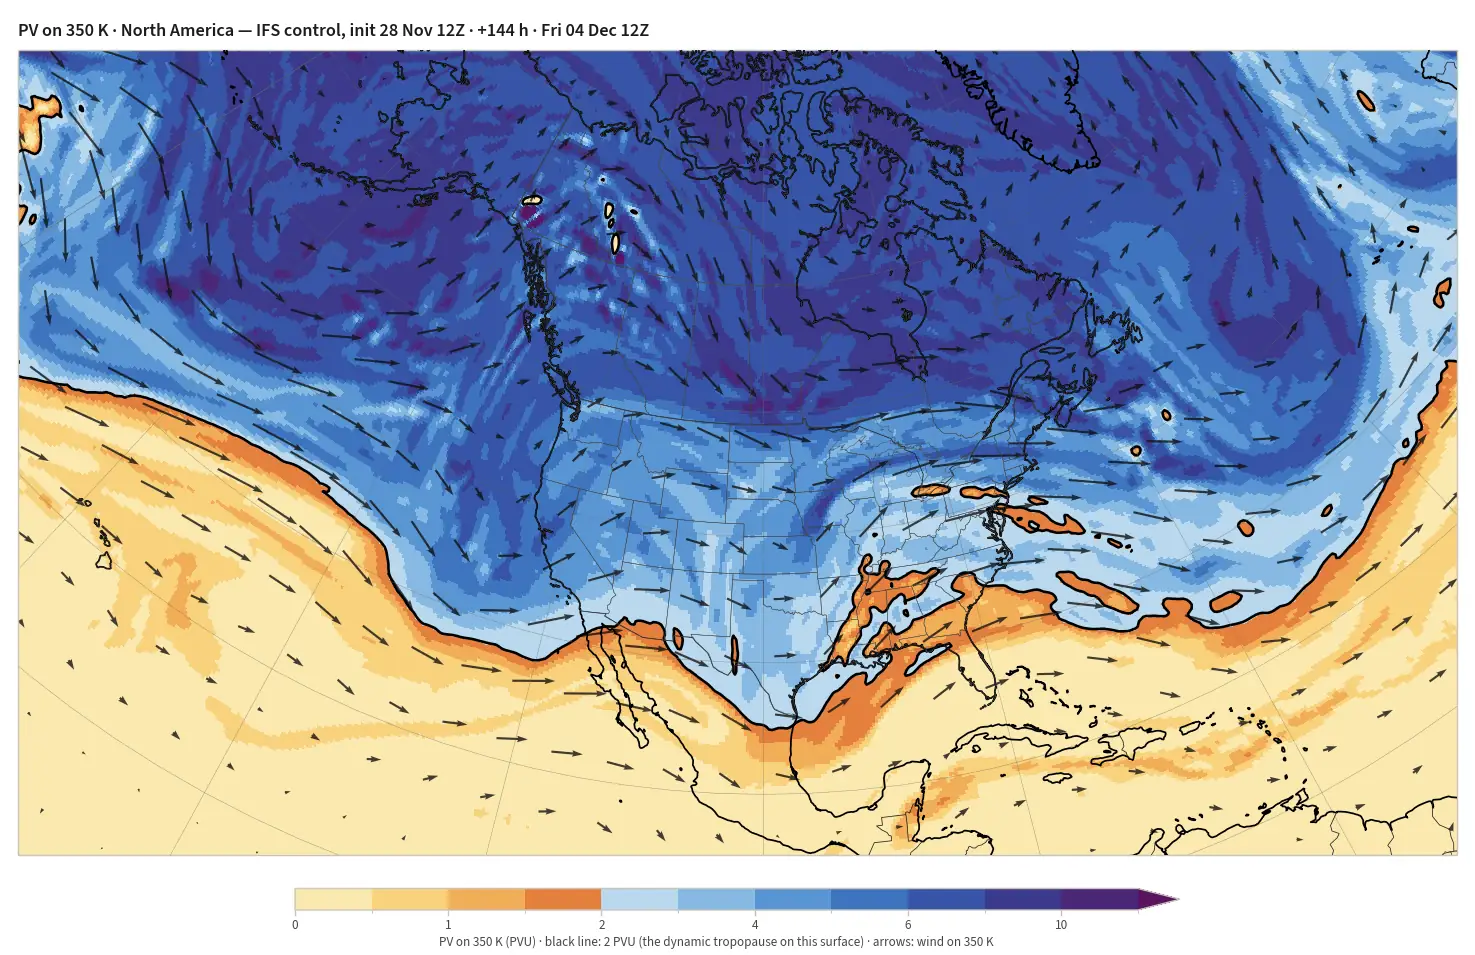 PV on 350 K · North America — IFS control, init 28 Nov 12Z · +144 h · Fri 04 Dec 12Z
0 1 2 4 6 10
PV on 350 K (PVU) · black line: 2 PVU (the dynamic tropopause on this surface) · arrows: wind on 350 K